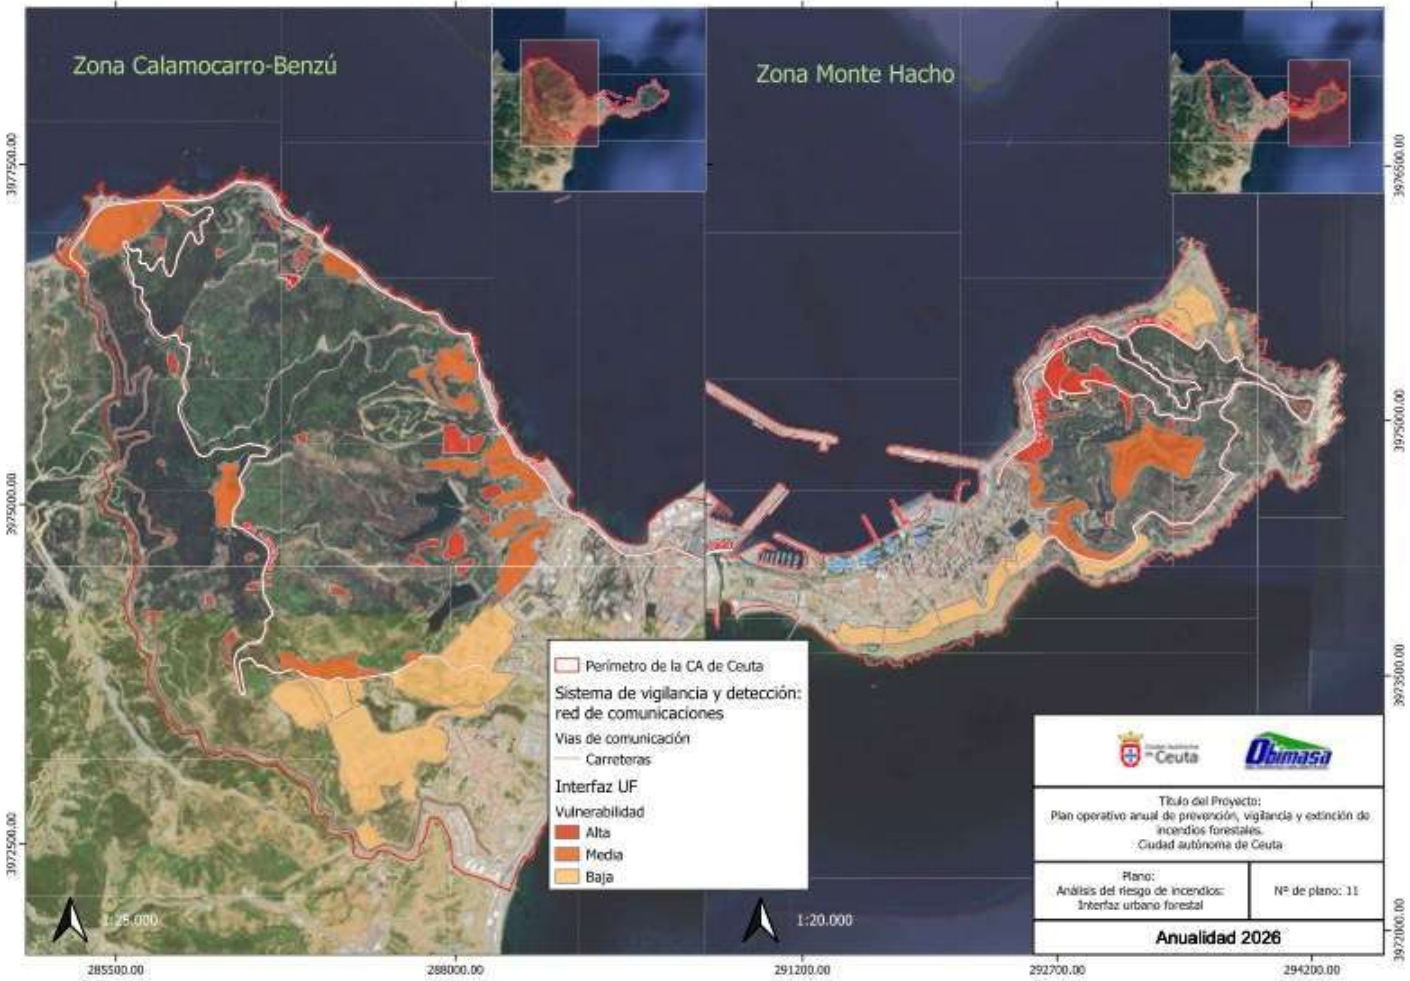 Zona Calamocarro-Benzú
Zona Monte Hacho
3977500.00
3975000.00
3972500.00
3976500.00
3975000.00
3973500.00
3972000.00
Perímetro de la CA de Ceuta
Sistema de vigilancia y detección:
red de comunicaciones
Vias de comunicación
Carreteras
Interfaz UF
Vulnerabilidad
Alta
Media
Baja
1:25.000
1:20.000
Ciudad Autónoma
de Ceuta
Obimasa
Título del Proyecto:
Plan operativo anual de prevención, vigilancia y extinción de
incendios forestales.
Ciudad autónoma de Ceuta
Plano:
Análisis del riesgo de incendios:
Interfaz urbano forestal
Nº de plano: 11
Anualidad 2026
285500.00
288000.00
291200.00
292700.00
294200.00